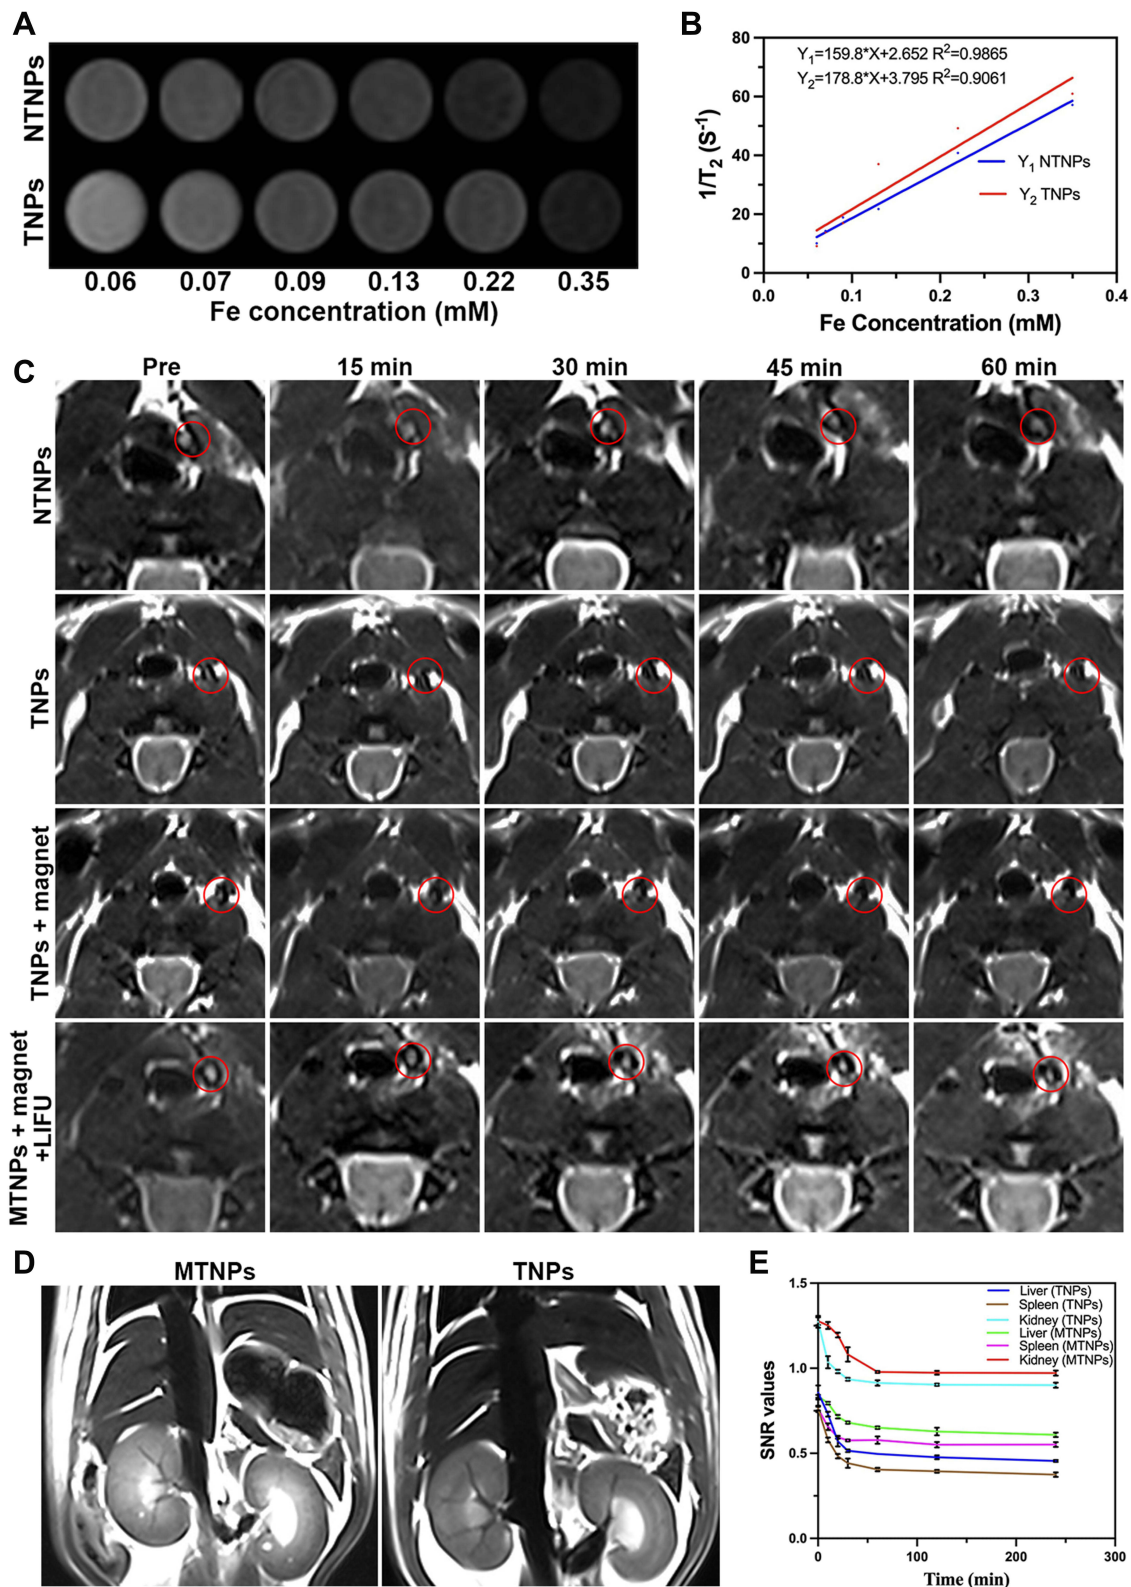 A
NTNPs
TNPs
0.06 0.07 0.09 0.13 0.22 0.35
Fe concentration (mM)
B
80
60
40
20
0
1/T2 (S-1)
Y1=159.8*X+2.652 R2=0.9865
Y2=178.8*X+3.795 R2=0.9061
Y1 NTNPs
Y2 TNPs
0.0 0.1 0.2 0.3 0.4
Fe Concentration (mM)
C
Pre 15 min 30 min 45 min 60 min
NTNPs
TNPs
TNPs + magnet
MTNPs + magnet
+LIFU
D
MTNPs TNPs
E
1.5
1.0
0.5
0.0
SNR values
Liver (TNPs)
Spleen (TNPs)
Kidney (TNPs)
Liver (MTNPs)
Spleen (MTNPs)
Kidney (MTNPs)
0 100 200 300
Time (min)